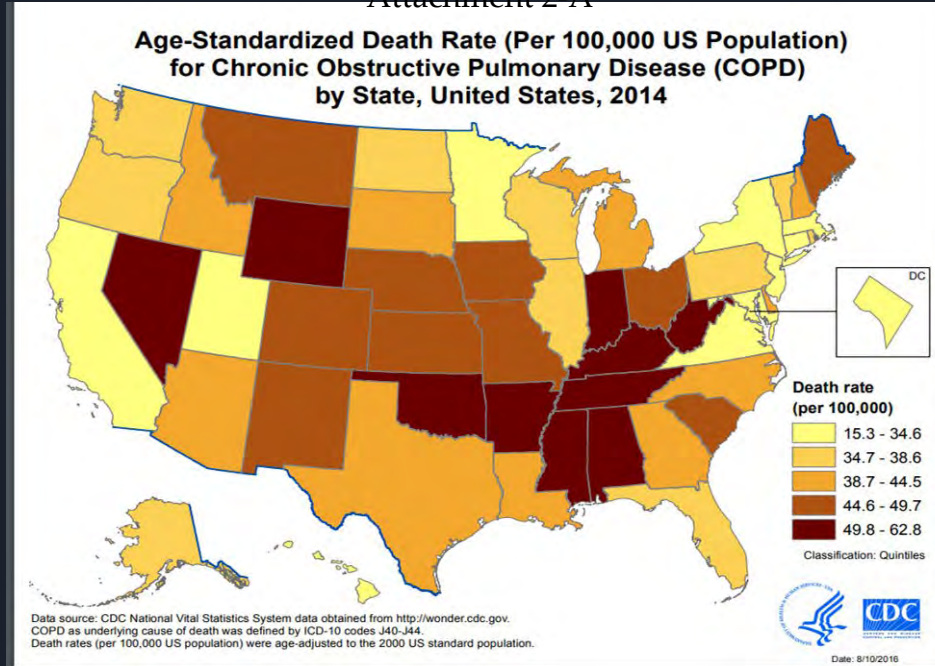 Attachment 2-A
Age-Standardized Death Rate (Per 100,000 US Population)
for Chronic Obstructive Pulmonary Disease (COPD)
by State, United States, 2014
DC
Death rate
(per 100,000)
15.3 - 34.6
34.7 - 38.6
38.7 - 44.5
44.6 - 49.7
49.8 - 62.8
Classification: Quintiles
Data source: CDC National Vital Statistics System data obtained from http://wonder.cdc.gov.
COPD as underlying cause of death was defined by ICD-10 codes J40-J44.
Death rates (per 100,000 US population) were age-adjusted to the 2000 US standard population.
CDC
Date: 8/10/2016